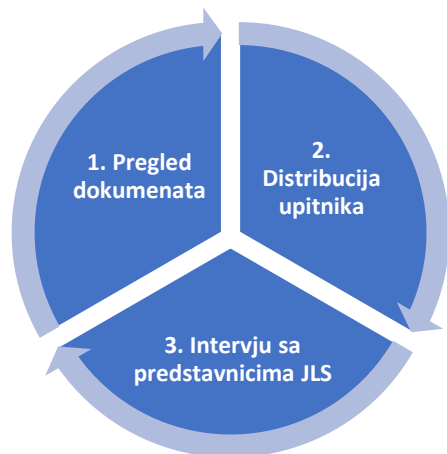 1. Pregled
dokumenata
2.
Distribucija
upitnika
3. Intervju sa
predstavnicima JLS